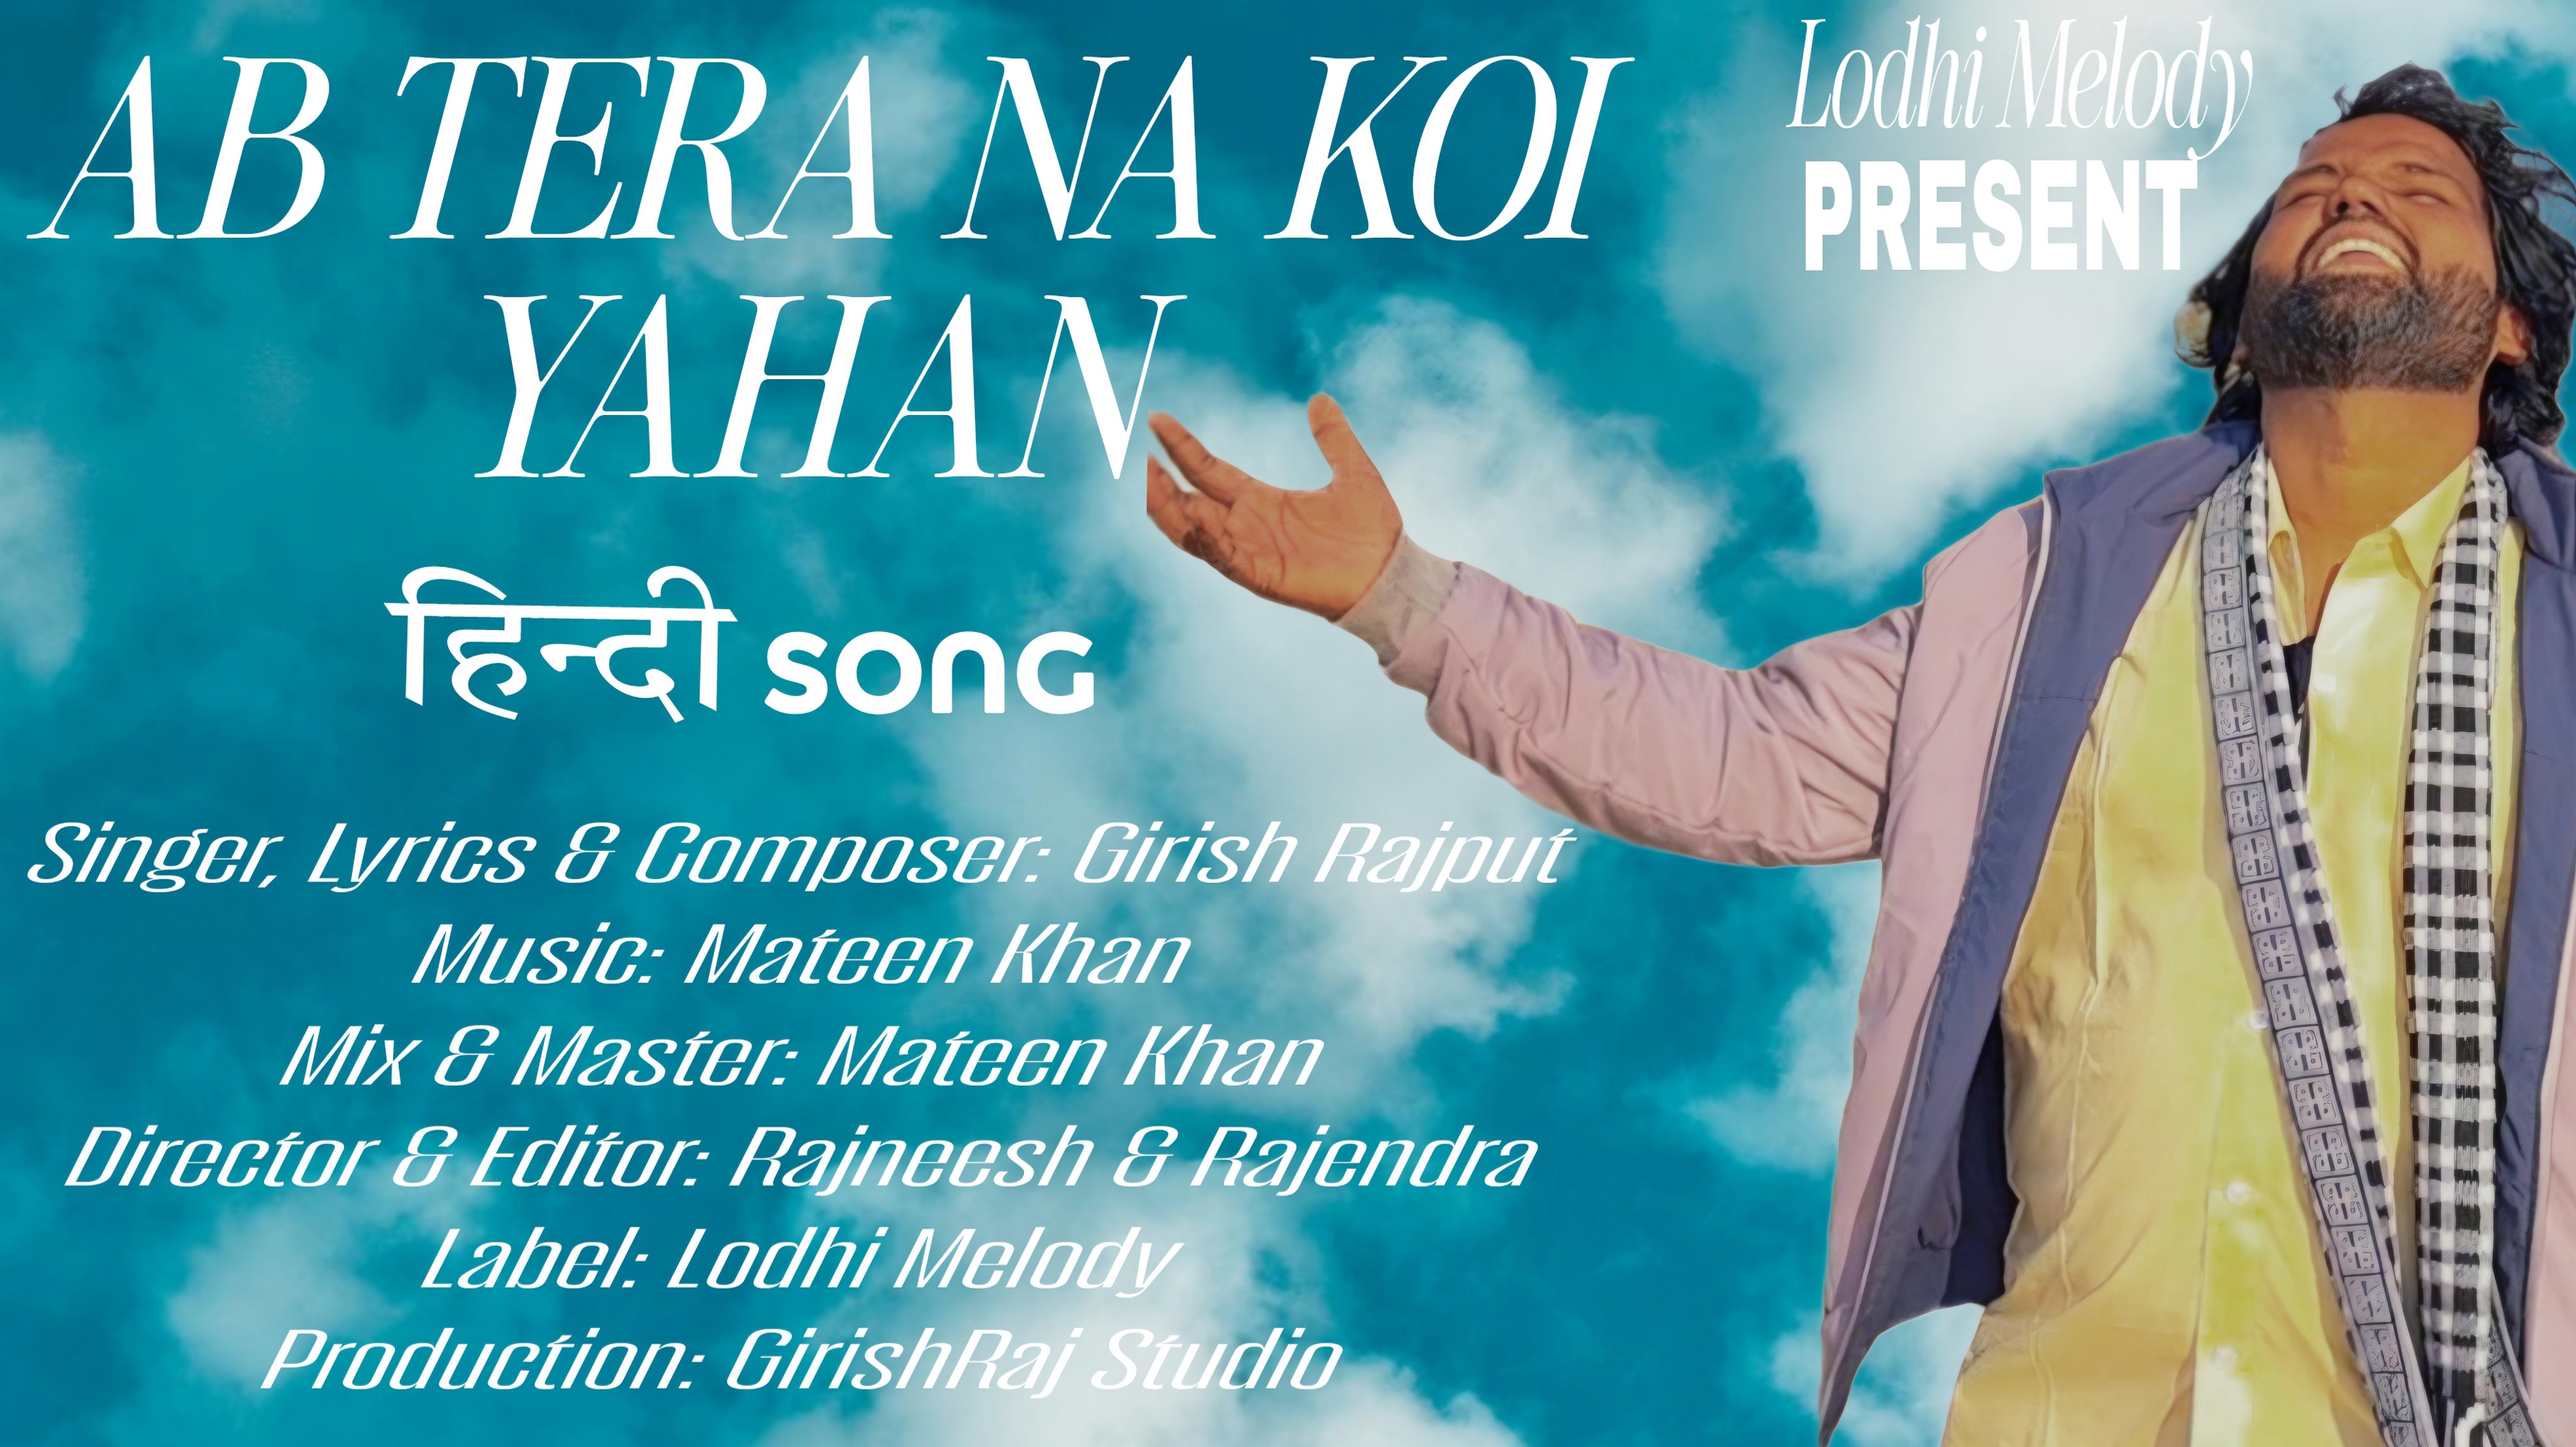 AB TERA NA KOI
YAHAN
Lodhi Melody
PRESENT
हिन्दी SONG
Singer, Lyrics & Composer: Girish Rajput
Music: Mateen Khan
Mix & Master: Mateen Khan
Director & Editor: Rajneesh & Rajendra
Label: Lodhi Melody
Production: GirishRaj Studio